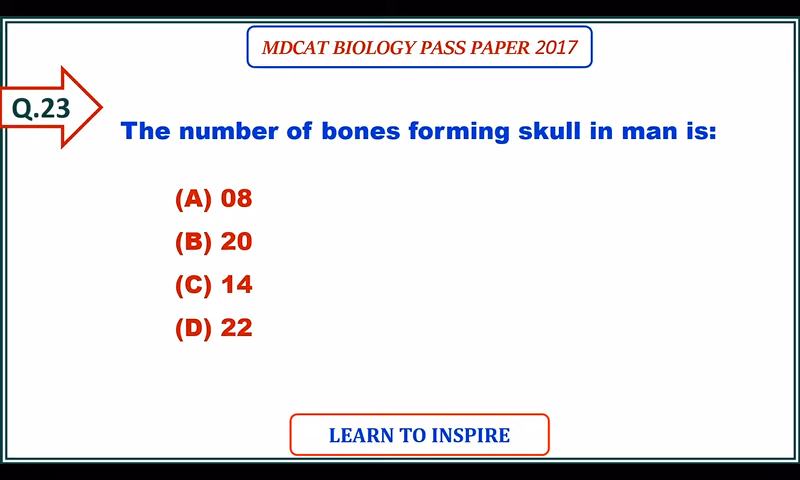 MDCAT BIOLOGY PASS PAPER 2017
Q.23
The number of bones forming skull in man is:
(A) 08
(B) 20
(C) 14
(D) 22
LEARN TO INSPIRE